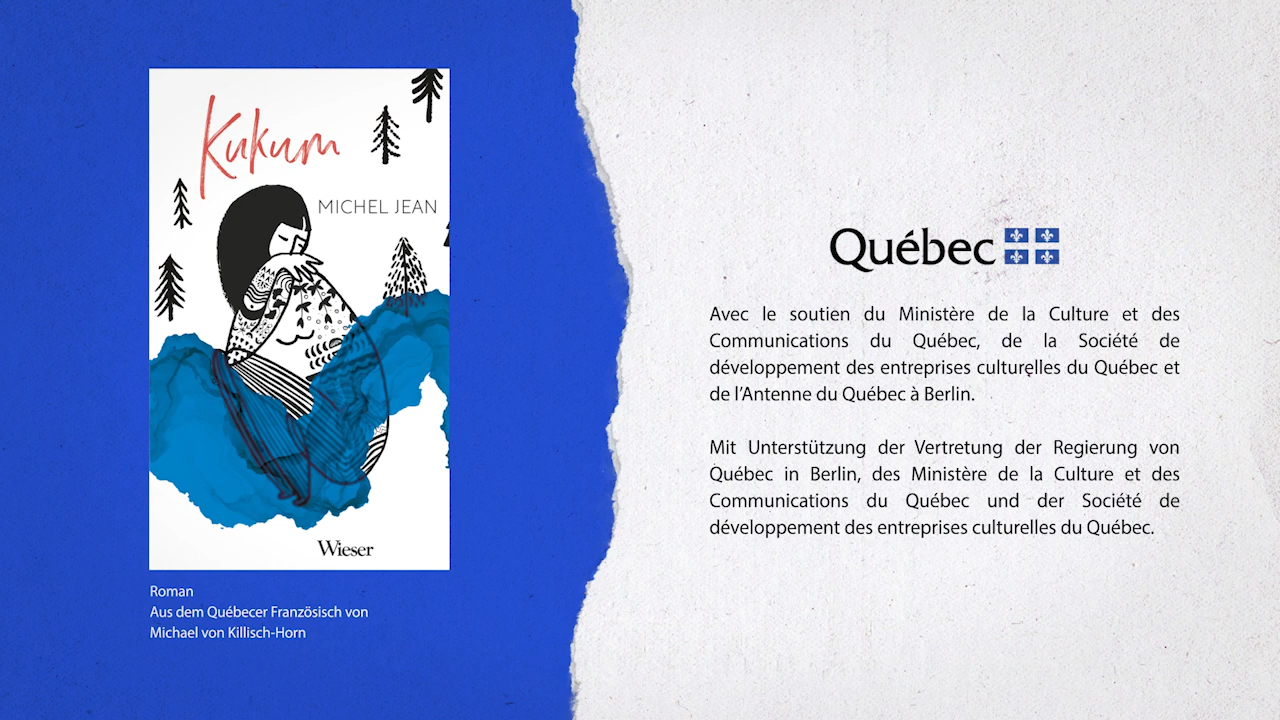 Kukum
MICHEL JEAN
Wieser
Roman
Aus dem Québecer Französisch von
Michael von Killisch-Horn
Québec
Avec le soutien du Ministère de la Culture et des
Communications du Québec, de la Société de
développement des entreprises culturelles du Québec et
de l’Antenne du Québec à Berlin.
Mit Unterstützung der Vertretung der Regierung von
Québec in Berlin, des Ministère de la Culture et des
Communications du Québec und der Société de
développement des entreprises culturelles du Québec.